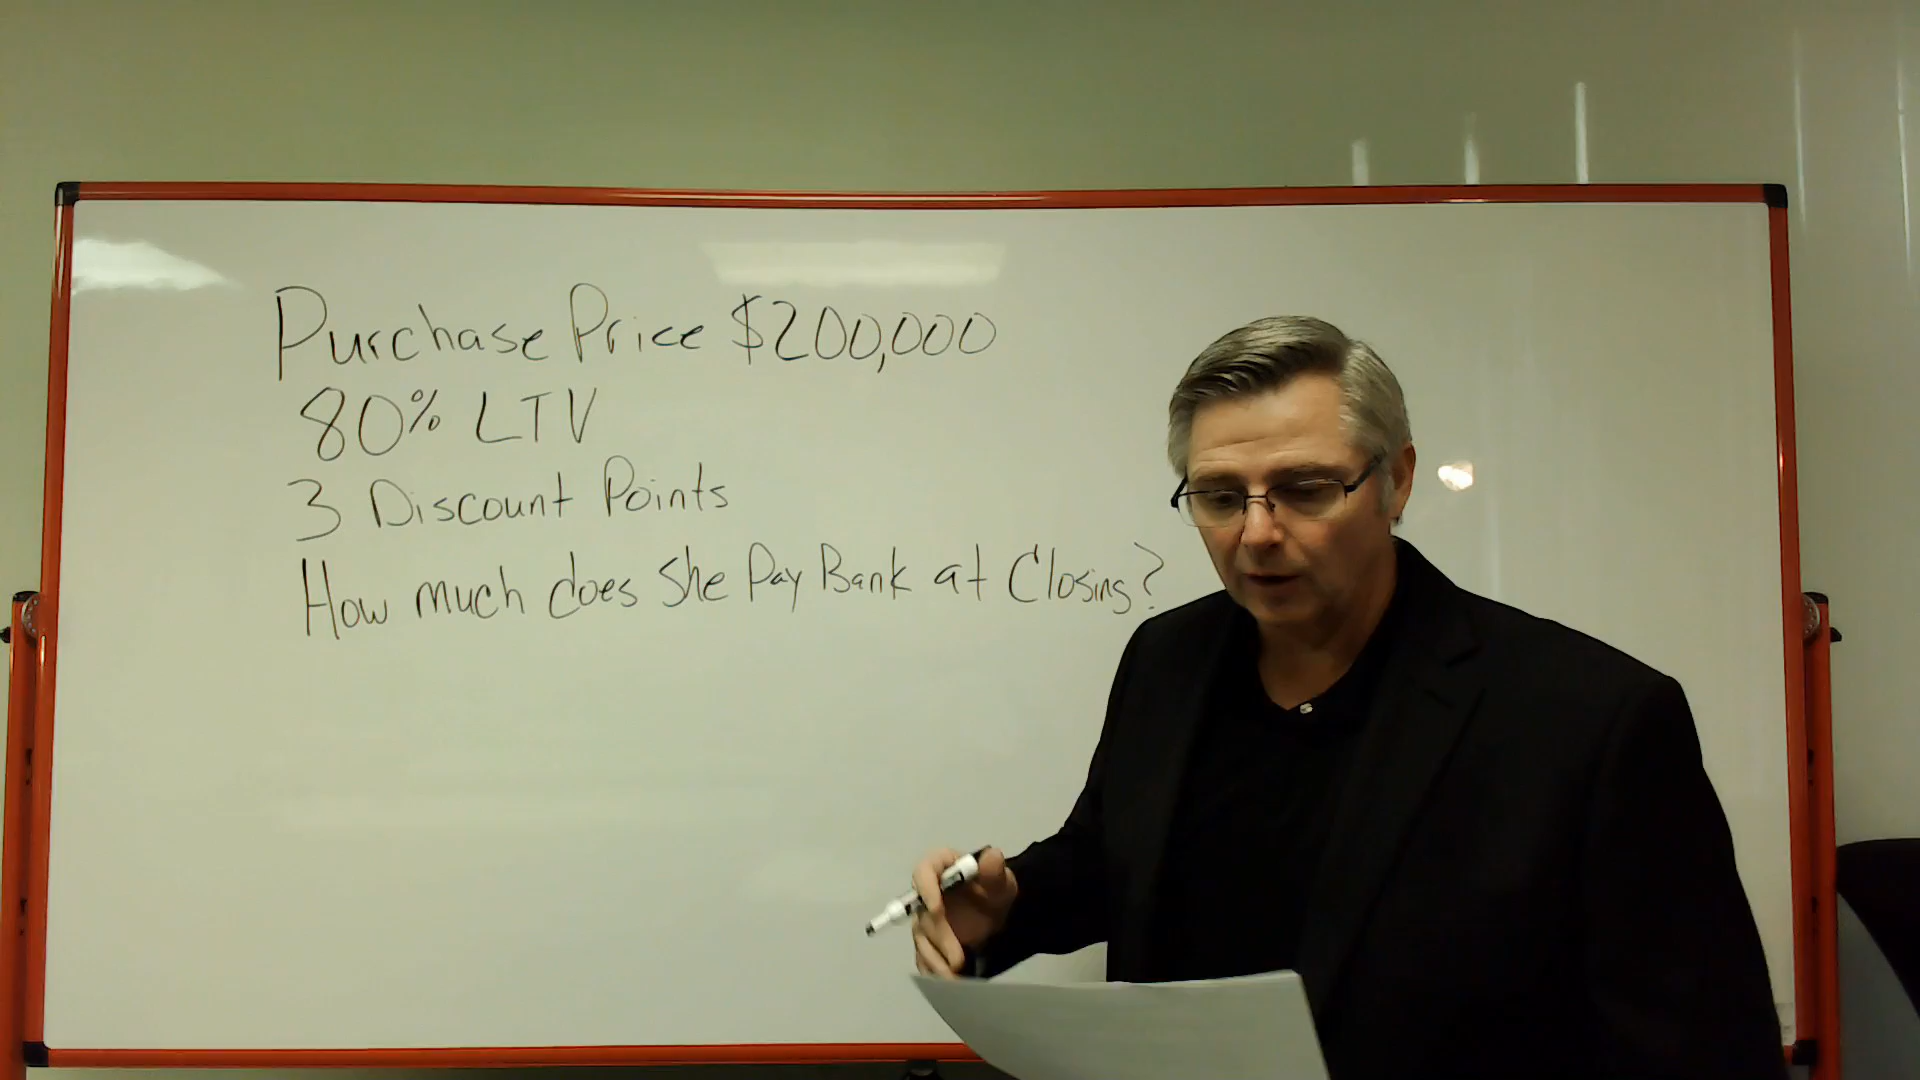 Purchase Price $200,000
80% LTV
3 Discount Points
How much does She Pay Bank at Closing?